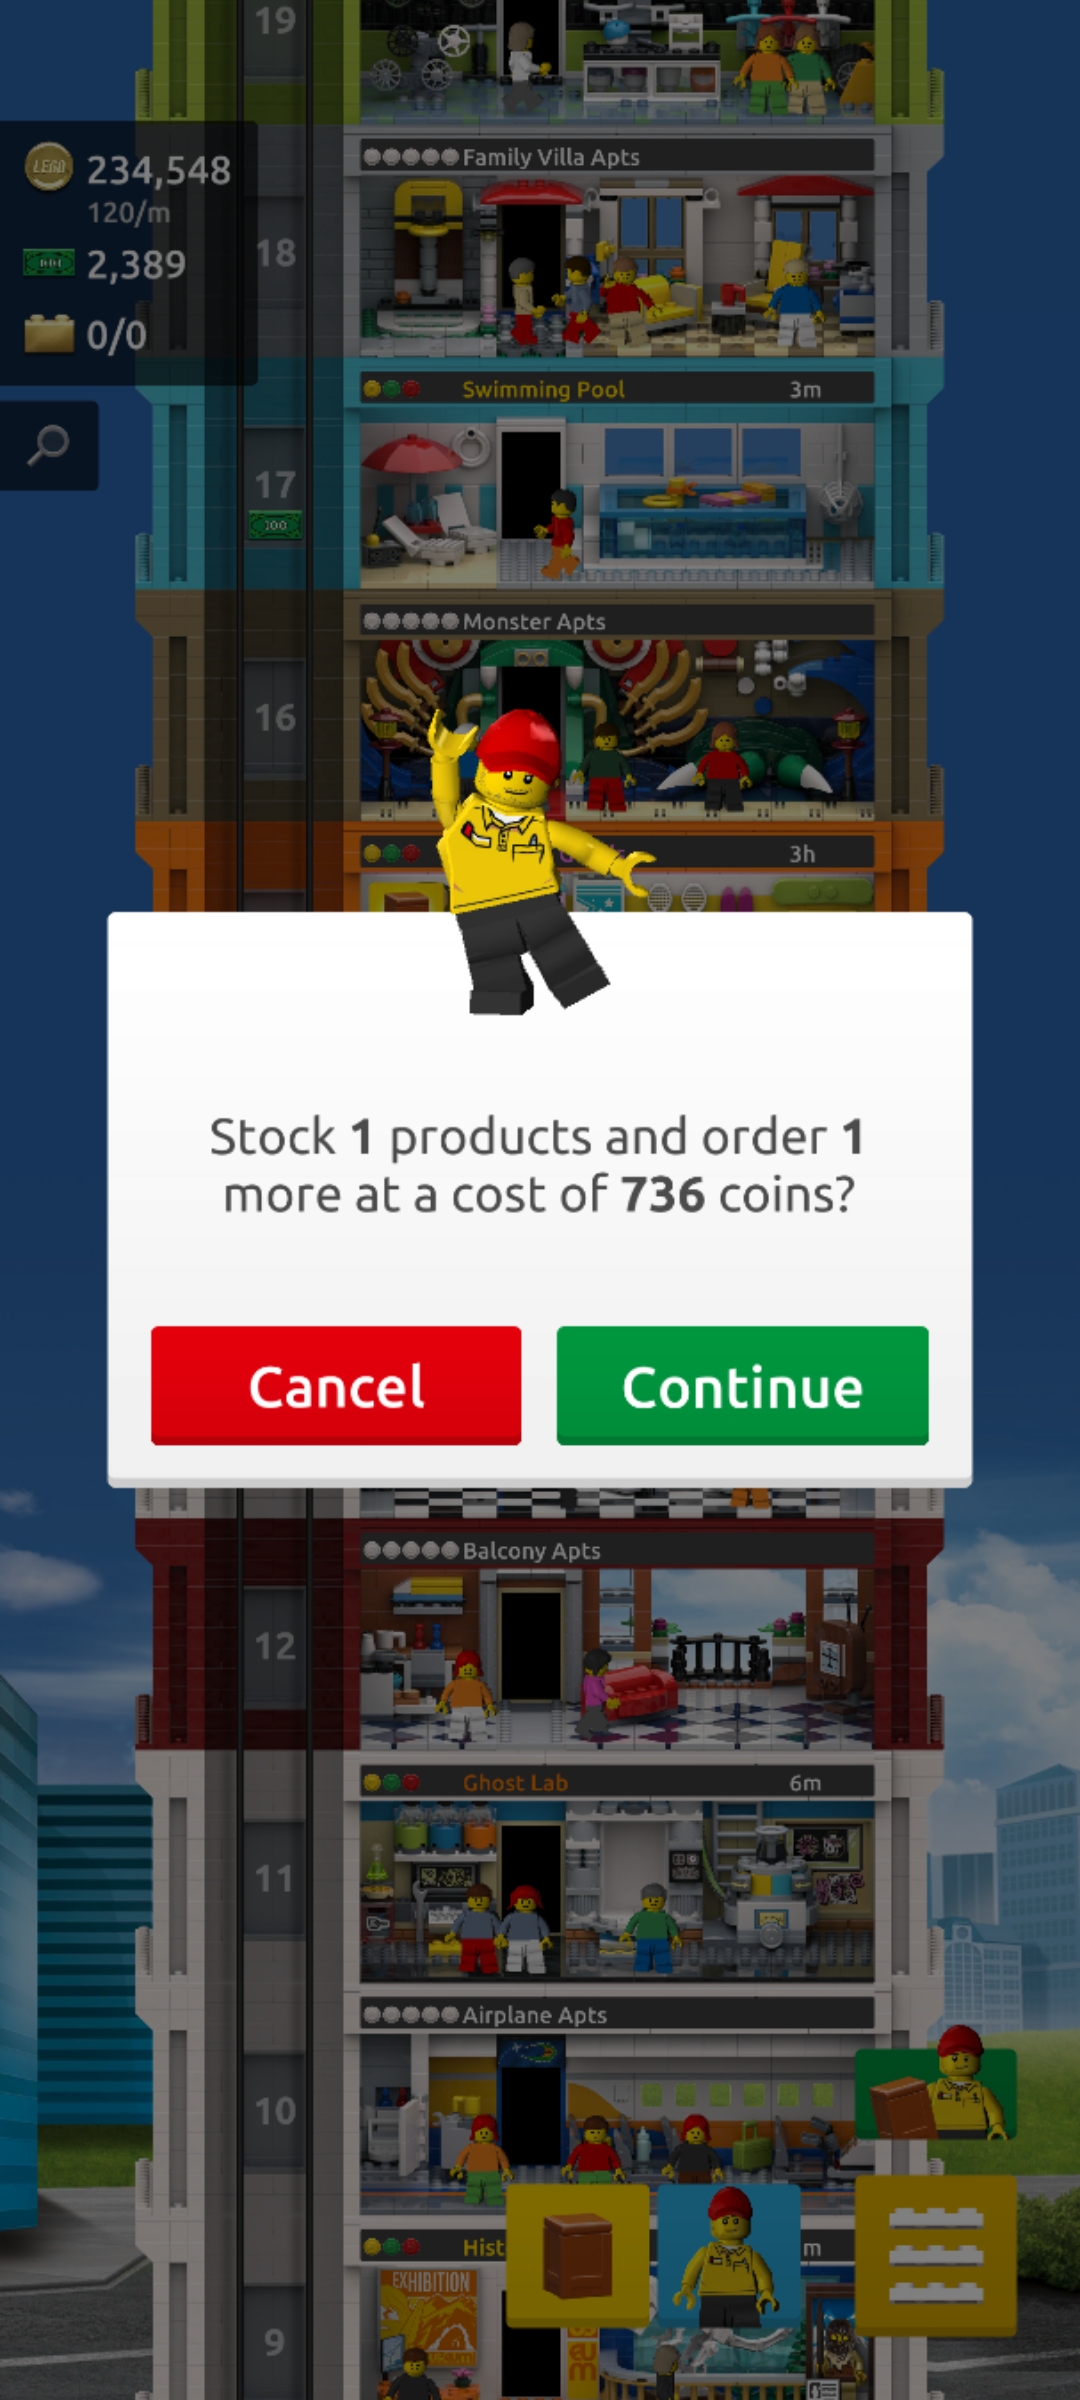 19
LEGO
234,548
120/m
2,389
0/0
Family Villa Apts
18
Swimming Pool 3m
17
100
Monster Apts
16
3h
Stock 1 products and order 1
more at a cost of 736 coins?
Cancel
Continue
Balcony Apts
12
Ghost Lab 6m
11
Airplane Apts
10
Hist
m
EXHIBITION
9